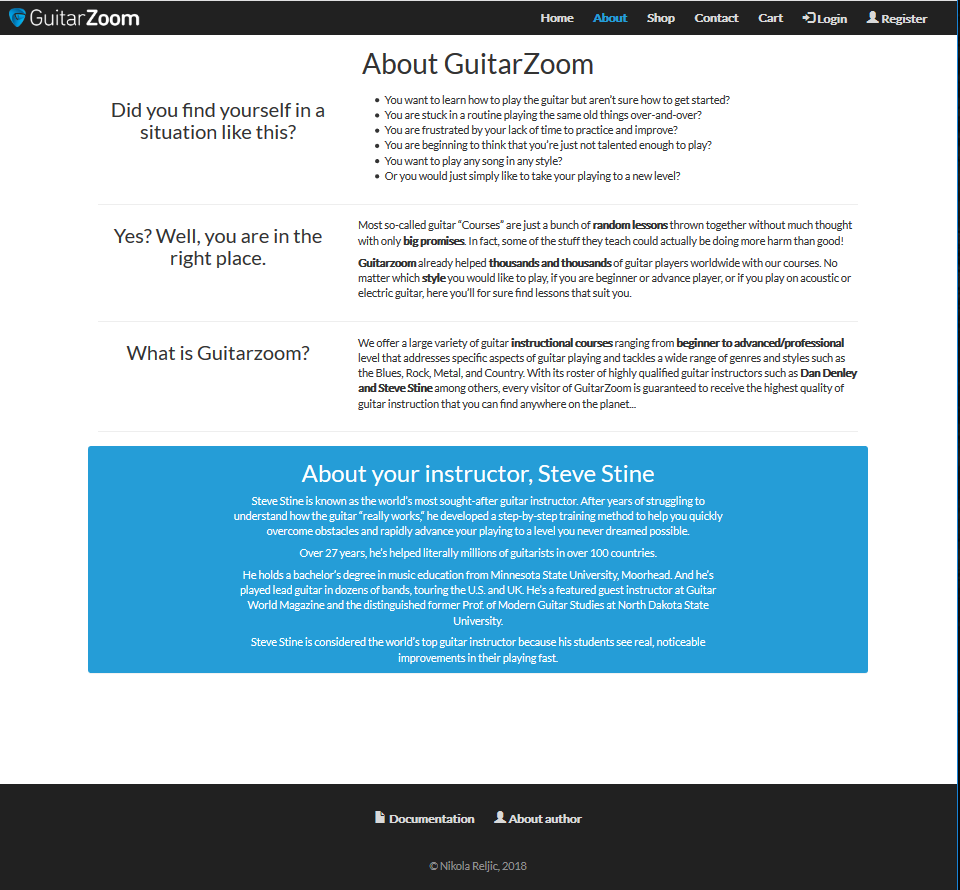 GuitarZoom
Home About Shop Contact Cart Login Register
About GuitarZoom
Did you find yourself in a
situation like this?
You want to learn how to play the guitar but aren't sure how to get started?
You are stuck in a routine playing the same old things over-and-over?
You are frustrated by your lack of time to practice and improve?
You are beginning to think that you're just not talented enough to play?
You want to play any song in any style?
Or you would just simply like to take your playing to a new level?
Yes? Well, you are in the
right place.
Most so-called guitar “Courses” are just a bunch of random lessons thrown together without much thought
with only big promises. In fact, some of the stuff they teach could actually be doing more harm than good!
Guitarzoom already helped thousands and thousands of guitar players worldwide with our courses. No
matter which style you would like to play, if you are beginner or advance player, or if you play on acoustic or
electric guitar, here you'll for sure find lessons that suit you.
What is Guitarzoom?
We offer a large variety of guitar instructional courses ranging from beginner to advanced/professional
level that addresses specific aspects of guitar playing and tackles a wide range of genres and styles such as
the Blues, Rock, Metal, and Country. With its roster of highly qualified guitar instructors such as Dan Denley
and Steve Stine among others, every visitor of GuitarZoom is guaranteed to receive the highest quality of
guitar instruction that you can find anywhere on the planet...
About your instructor, Steve Stine
Steve Stine is known as the world's most sought-after guitar instructor. After years of struggling to
understand how the guitar “really works,” he developed a step-by-step training method to help you quickly
overcome obstacles and rapidly advance your playing to a level you never dreamed possible.
Over 27 years, he's helped literally millions of guitarists in over 100 countries.
He holds a bachelor's degree in music education from Minnesota State University, Moorhead. And he's
played lead guitar in dozens of bands, touring the U.S. and UK. He's a featured guest instructor at Guitar
World Magazine and the distinguished former Prof. of Modern Guitar Studies at North Dakota State
University.
Steve Stine is considered the world's top guitar instructor because his students see real, noticeable
improvements in their playing fast.
Documentation About author
© Nikola Reljic, 2018